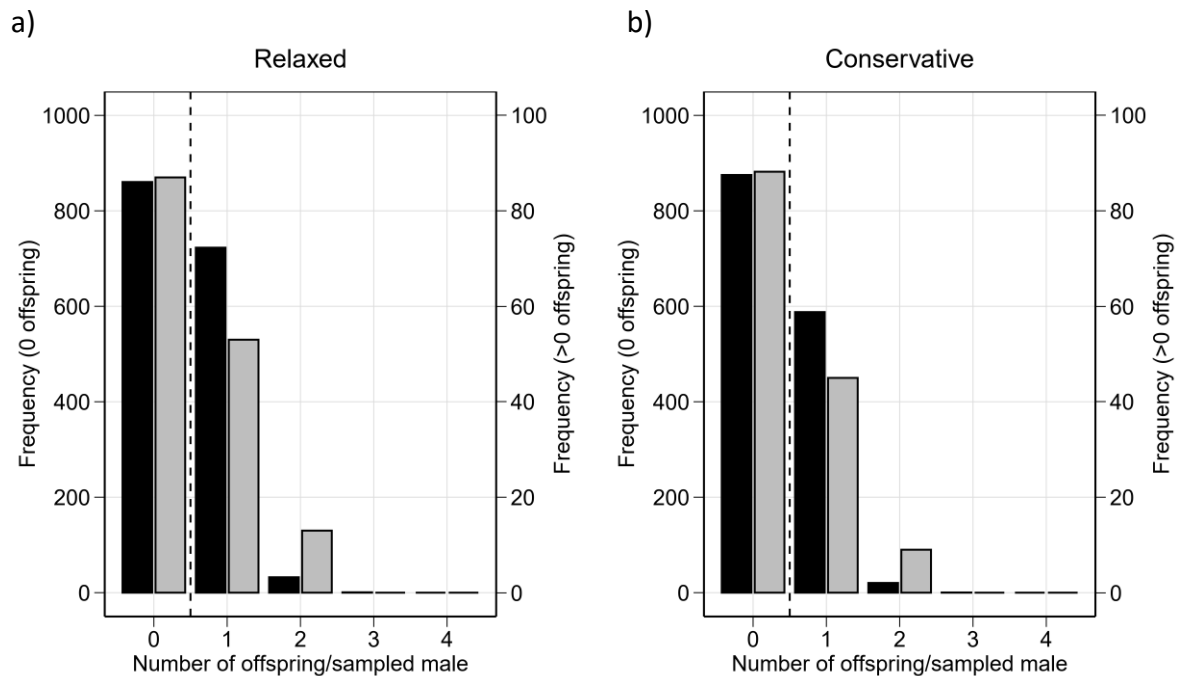 a)
Relaxed
Frequency (0 offspring)
1000
800
600
400
200
0
100
80
60
40
20
0
Frequency (>0 offspring)
0 1 2 3 4
Number of offspring/sampled male
b)
Conservative
Frequency (0 offspring)
1000
800
600
400
200
0
100
80
60
40
20
0
Frequency (>0 offspring)
0 1 2 3 4
Number of offspring/sampled male